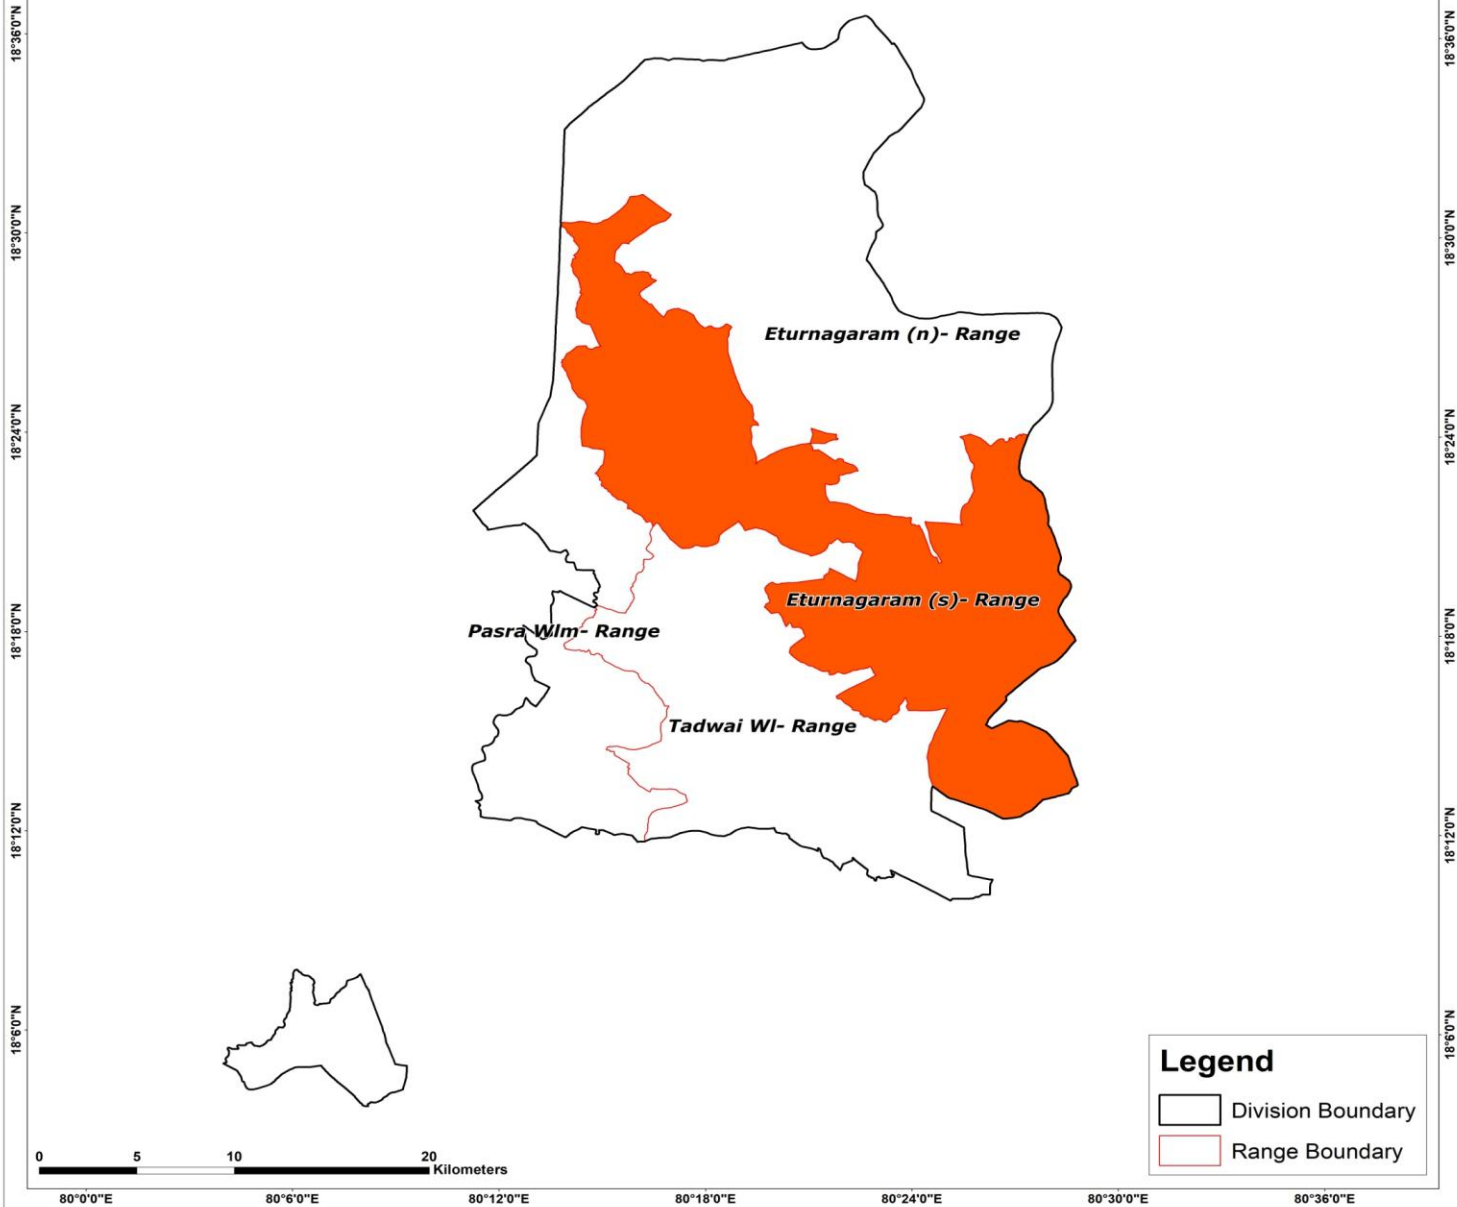 18°36'0"N
18°36'0"N
18°30'0"N
18°30'0"N
Eturnagaram (n)- Range
18°24'0"N
18°24'0"N
Eturnagaram (s)- Range
18°18'0"N
18°18'0"N
Pasra Wlm- Range
Tadwai Wl- Range
18°12'0"N
18°12'0"N
18°6'0"N
18°6'0"N
Legend
Division Boundary
Range Boundary
0 5 10 20
Kilometers
80°0'0"E 80°6'0"E 80°12'0"E 80°18'0"E 80°24'0"E 80°30'0"E 80°36'0"E